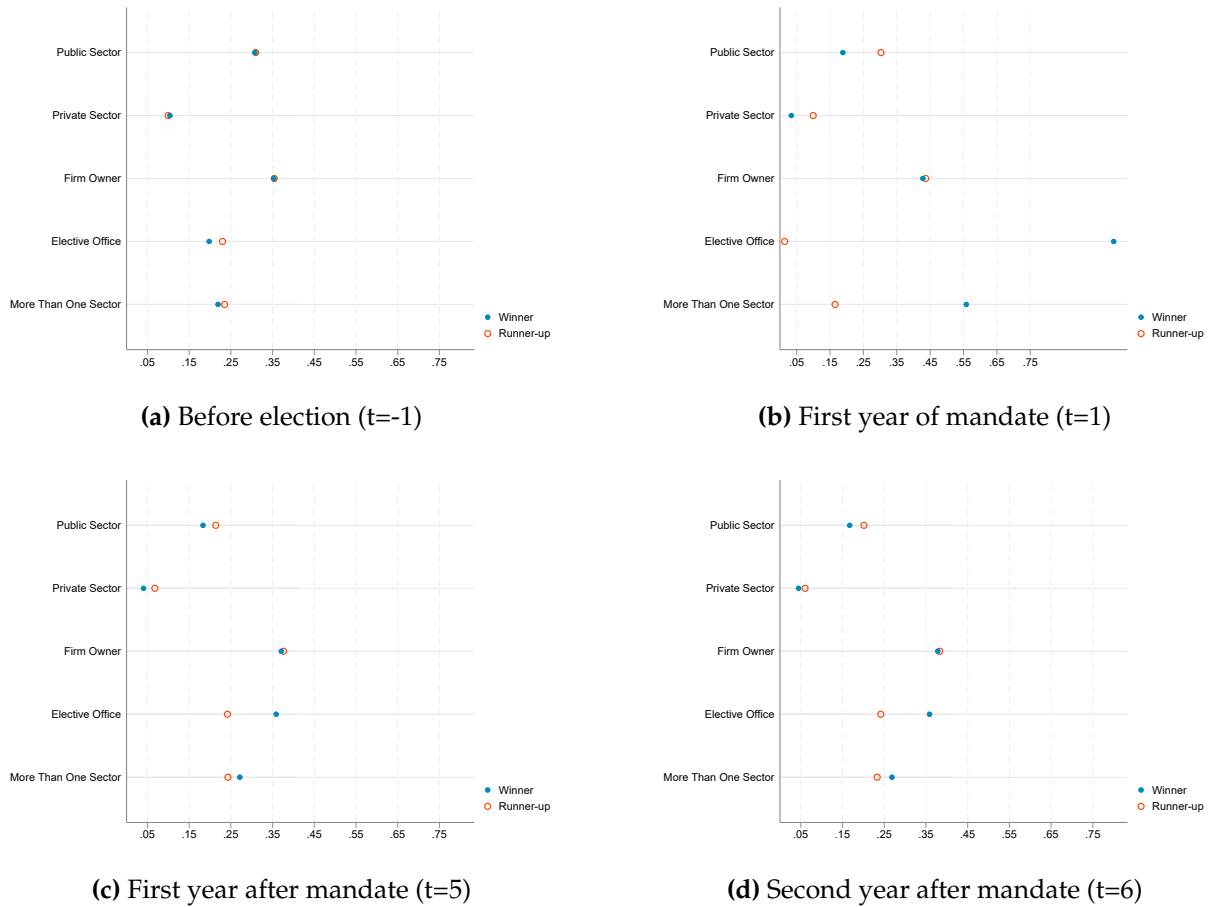 Public Sector
Private Sector
Firm Owner
Elective Office
More Than One Sector
Winner
Runner-up
.05 .15 .25 .35 .45 .55 .65 .75
(a) Before election (t=-1)
Public Sector
Private Sector
Firm Owner
Elective Office
More Than One Sector
Winner
Runner-up
.05 .15 .25 .35 .45 .55 .65 .75
(b) First year of mandate (t=1)
Public Sector
Private Sector
Firm Owner
Elective Office
More Than One Sector
Winner
Runner-up
.05 .15 .25 .35 .45 .55 .65 .75
(c) First year after mandate (t=5)
Public Sector
Private Sector
Firm Owner
Elective Office
More Than One Sector
Winner
Runner-up
.05 .15 .25 .35 .45 .55 .65 .75
(d) Second year after mandate (t=6)